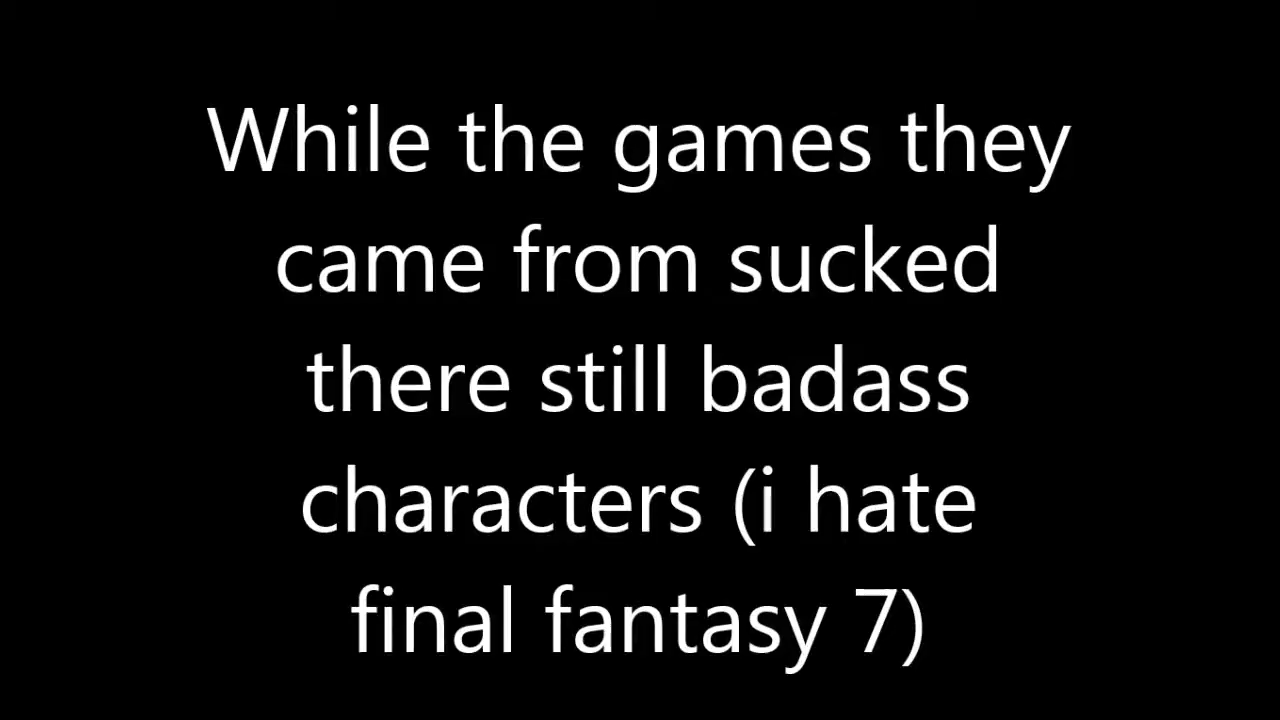 While the games they
came from sucked
there still badass
characters (i hate
final fantasy 7)